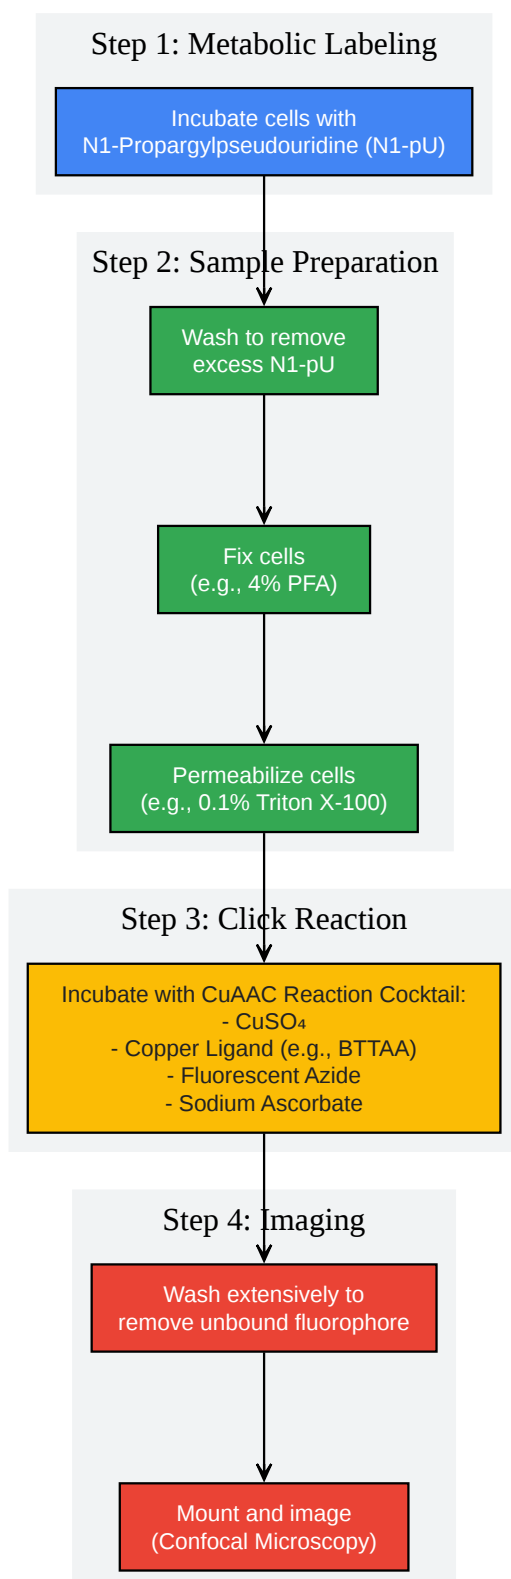 Step 1: Metabolic Labeling
Incubate cells with
N1-Propargylpseudouridine (N1-pU)
Step 2: Sample Preparation
Wash to remove
excess N1-pU
Fix cells
(e.g., 4% PFA)
Permeabilize cells
(e.g., 0.1% Triton X-100)
Step 3: Click Reaction
Incubate with CuAAC Reaction Cocktail:
- CuSO₄
- Copper Ligand (e.g., BTTAA)
- Fluorescent Azide
- Sodium Ascorbate
Step 4: Imaging
Wash extensively to
remove unbound fluorophore
Mount and image
(Confocal Microscopy)